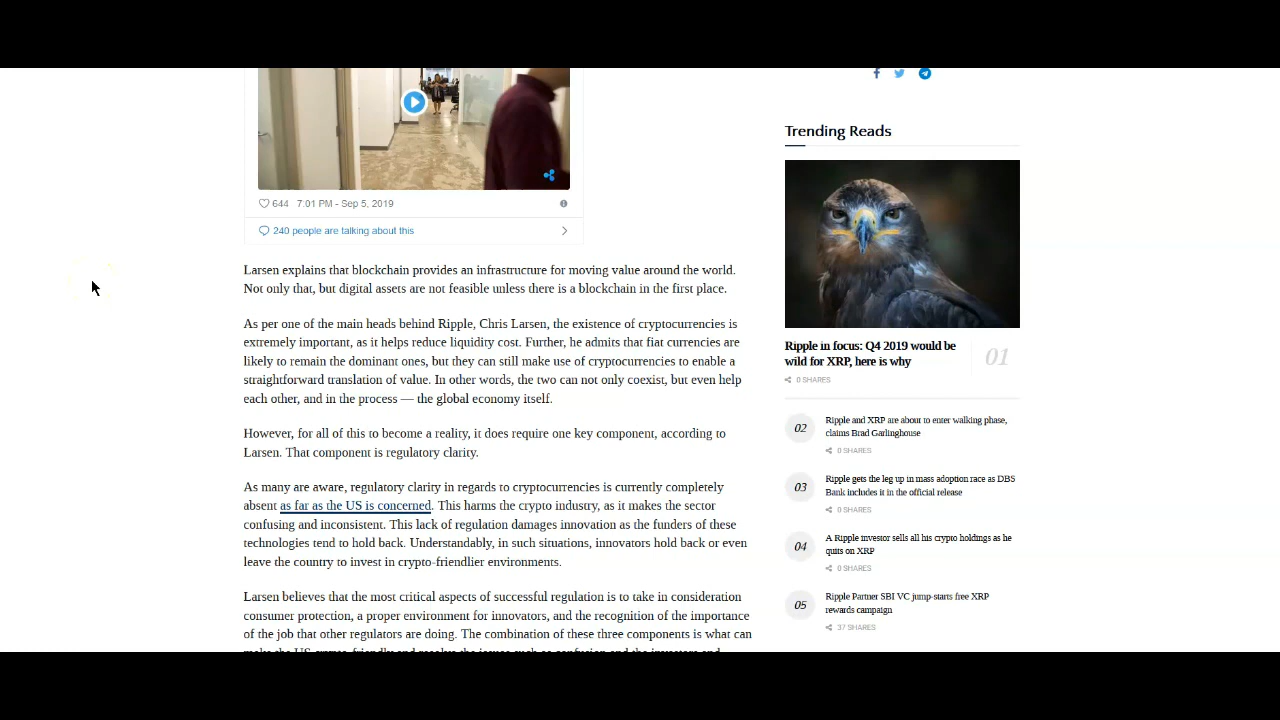 644 7:01 PM - Sep 5, 2019
240 people are talking about this
Larsen explains that blockchain provides an infrastructure for moving value around the world.
Not only that, but digital assets are not feasible unless there is a blockchain in the first place.
As per one of the main heads behind Ripple, Chris Larsen, the existence of cryptocurrencies is
extremely important, as it helps reduce liquidity cost. Further, he admits that fiat currencies are
likely to remain the dominant ones, but they can still make use of cryptocurrencies to enable a
straightforward translation of value. In other words, the two can not only coexist, but even help
each other, and in the process — the global economy itself.
However, for all of this to become a reality, it does require one key component, according to
Larsen. That component is regulatory clarity.
As many are aware, regulatory clarity in regards to cryptocurrencies is currently completely
absent as far as the US is concerned. This harms the crypto industry, as it makes the sector
confusing and inconsistent. This lack of regulation damages innovation as the funders of these
technologies tend to hold back. Understandably, in such situations, innovators hold back or even
leave the country to invest in crypto-friendlier environments.
Larsen believes that the most critical aspects of successful regulation is to take in consideration
consumer protection, a proper environment for innovators, and the recognition of the importance
of the job that other regulators are doing. The combination of these three components is what can
Trending Reads
Ripple in focus: Q4 2019 would be
wild for XRP, here is why
01
0 SHARES
02
Ripple and XRP are about to enter walking phase,
claims Brad Garlinghouse
0 SHARES
03
Ripple gets the leg up in mass adoption race as DBS
Bank includes it in the official release
0 SHARES
04
A Ripple investor sells all his crypto holdings as he
quits on XRP
0 SHARES
05
Ripple Partner SBI VC jump-starts free XRP
rewards campaign
37 SHARES